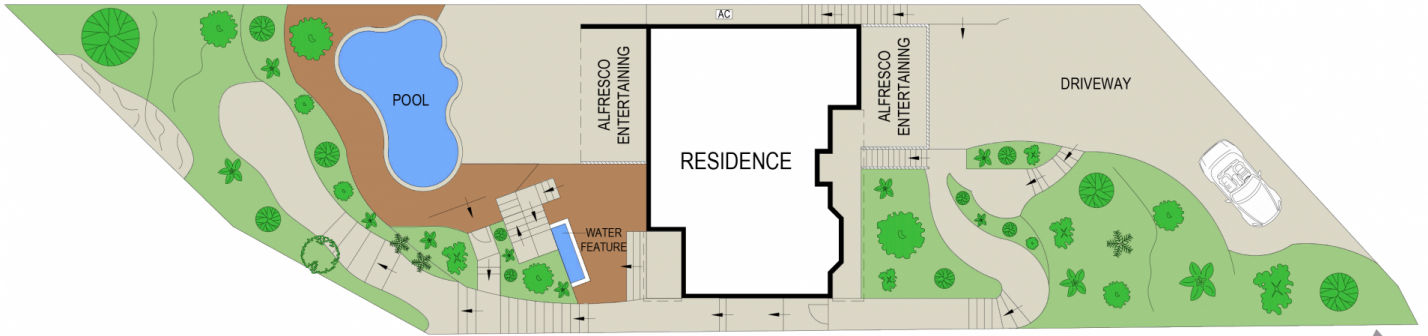 AC
POOL
ALFRESCO
ENTERTAINING
ALFRESCO
ENTERTAINING
DRIVEWAY
RESIDENCE
WATER
FEATURE